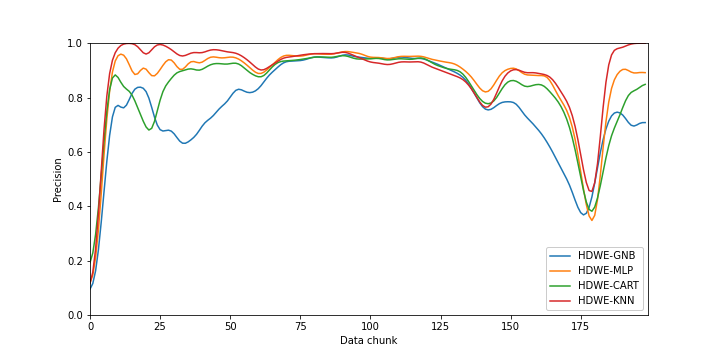 1.0
0.8
0.6
0.4
0.2
0.0
Precision
0 25 50 75 100 125 150 175
Data chunk
HDWE-GNB
HDWE-MLP
HDWE-CART
HDWE-KNN